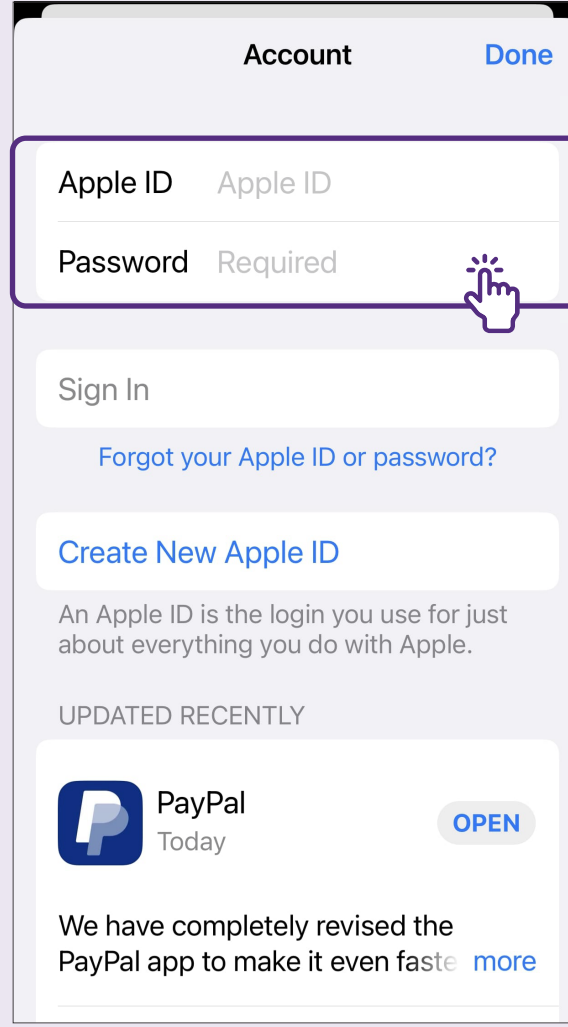 Account Done
Apple ID Apple ID
Password Required
Sign In
Forgot your Apple ID or password?
Create New Apple ID
An Apple ID is the login you use for just
about everything you do with Apple.
UPDATED RECENTLY
PayPal
OPEN
Today
We have completely revised the
PayPal app to make it even faste more